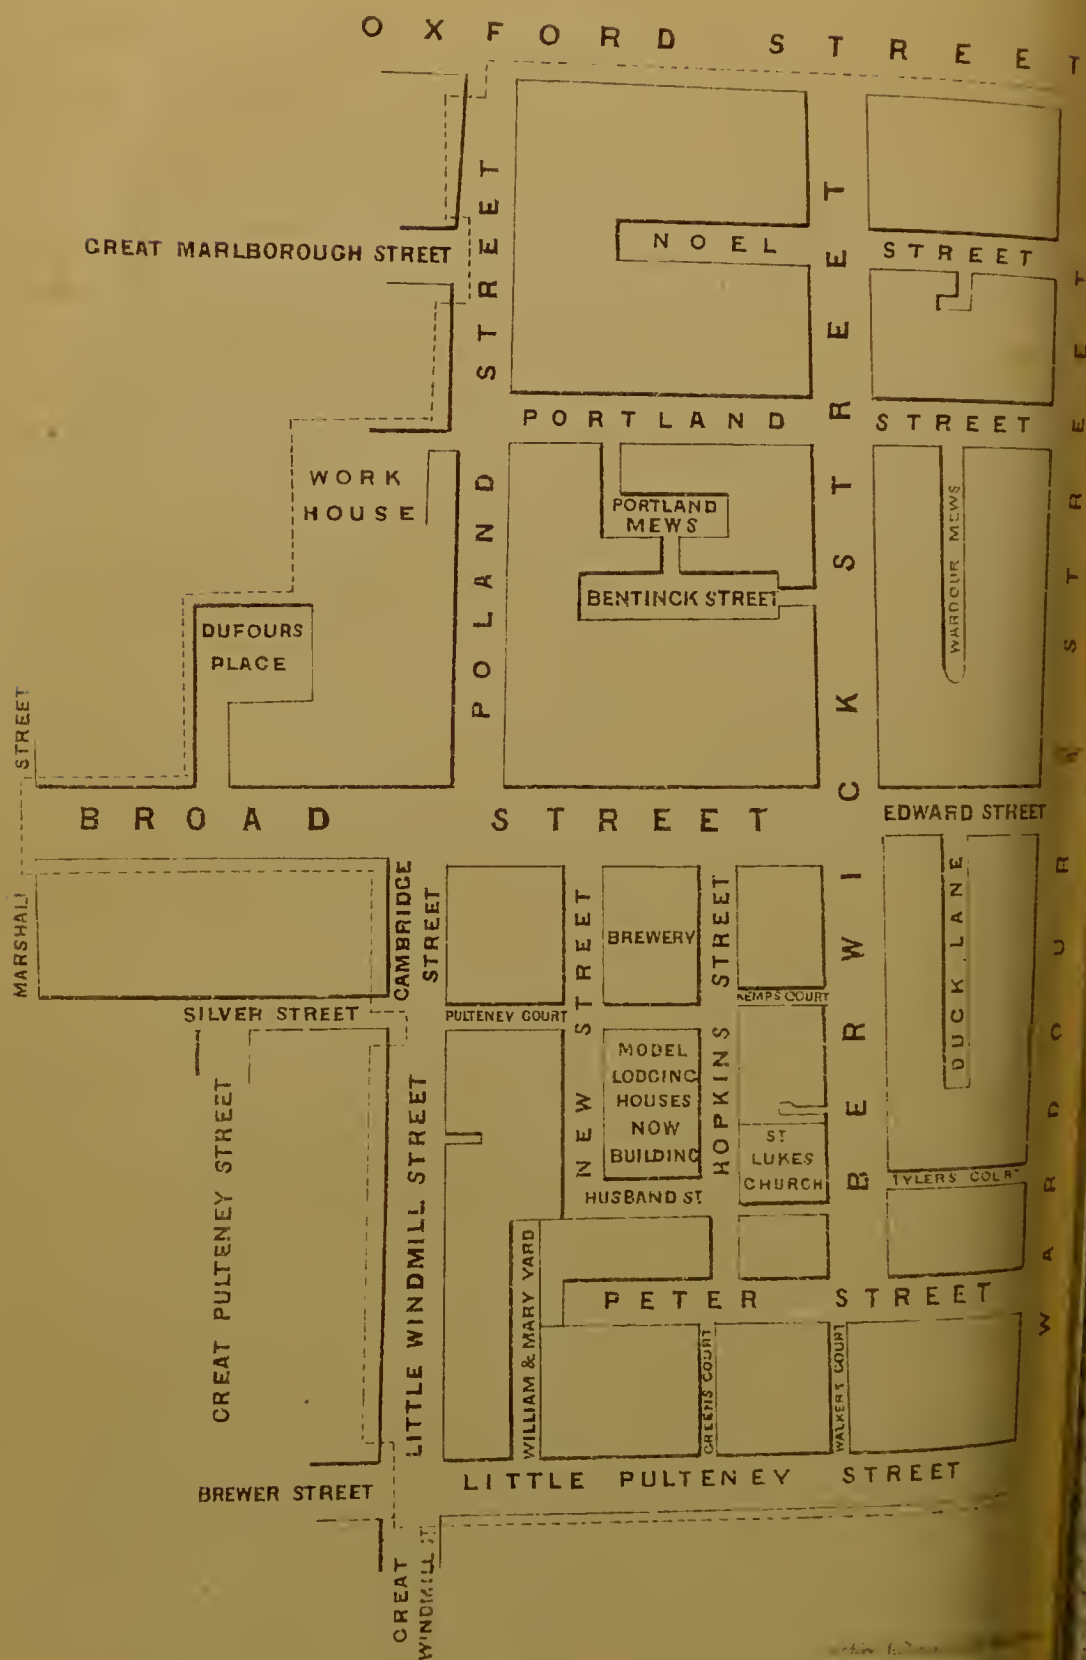 OXFORD STREET
GREAT MARLBOROUGH STREET
POLAND STREET
NOEL STREET
BERWICK STREET
WARDOUR STREET
PORTLAND STREET
WORK
HOUSE
PORTLAND
MEWS
BENTINCK STREET
WARDOUR MEWS
DUFOURS
PLACE
MARSHALL STREET
BROAD STREET
EDWARD STREET
CAMBRIDGE
STREET
NEW STREET
BREWERY
HOPKINS STREET
KEMPS COURT
DUCK LANE
SILVER STREET
PULTENEY COURT
MODEL
LODGING
HOUSES
NOW
BUILDING
ST
LUKES
CHURCH
TYLERS COURT
HUSBAND ST.
GREAT PULTENEY STREET
LITTLE WINDMILL STREET
WILLIAM & MARY YARD
PETER STREET
GREENS COURT
WALKERS COURT
LITTLE PULTENEY STREET
BREWER STREET
GREAT
WINDMILL ST